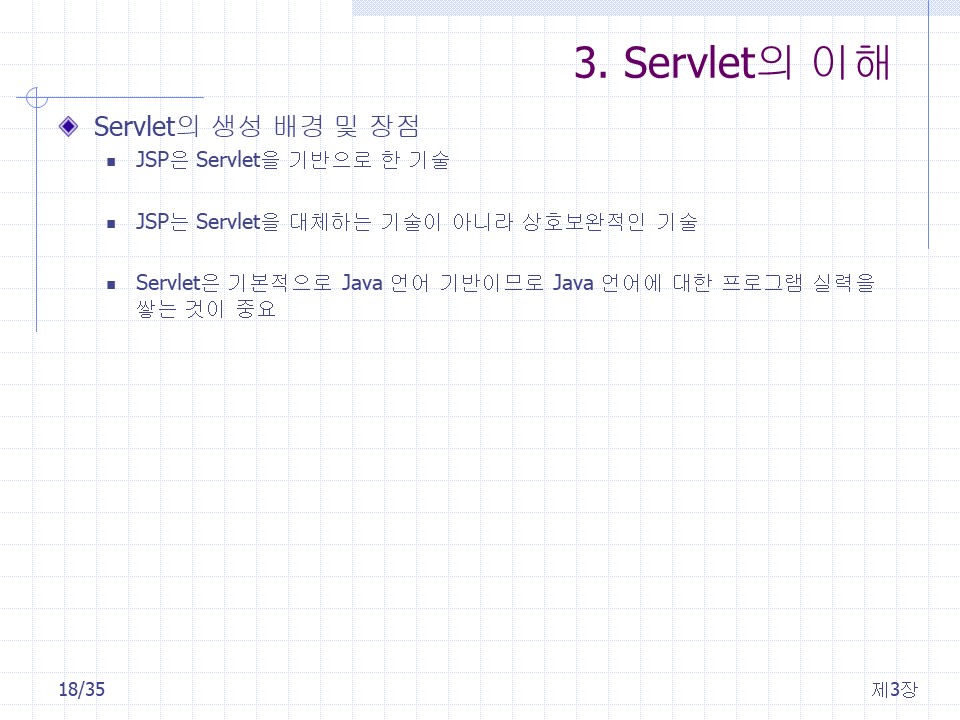 3. Servlet의 이해
Servlet의 생성 배경 및 장점
JSP은 Servlet을 기반으로 한 기술
JSP는 Servlet을 대체하는 기술이 아니라 상호보완적인 기술
Servlet은 기본적으로 Java 언어 기반이므로 Java 언어에 대한 프로그램 실력을
쌓는 것이 중요
18/35
제3장